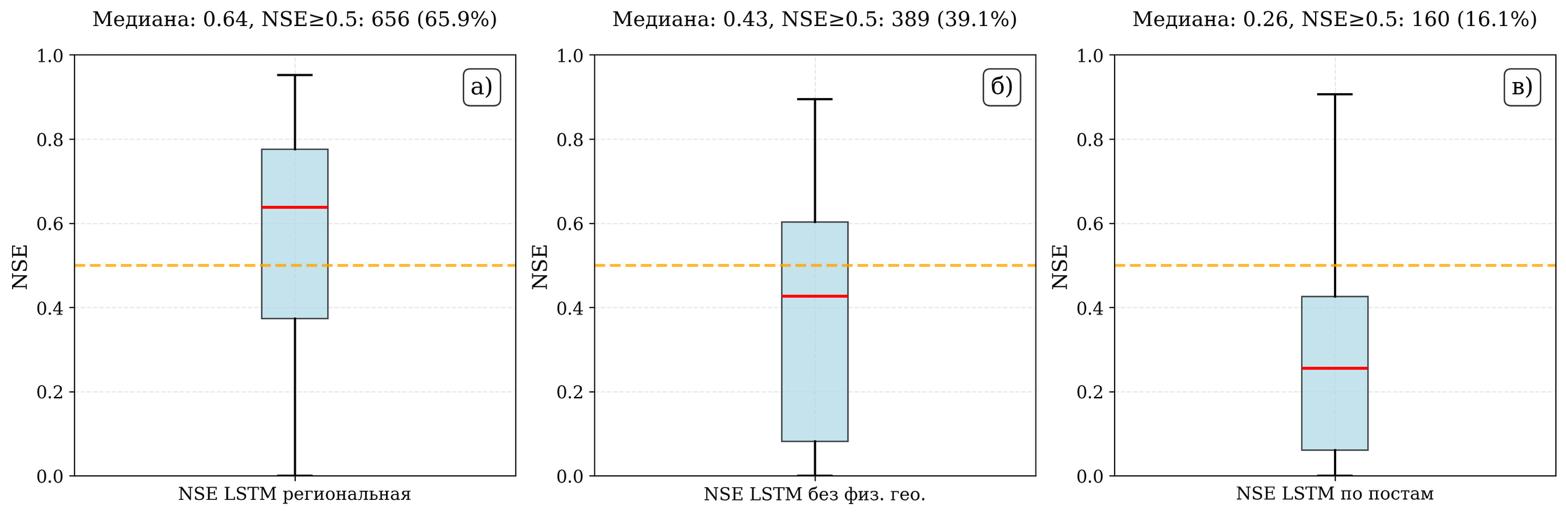 Медиана: 0.64, NSE≥0.5: 656 (65.9%)
1.0
0.8
0.6
0.4
0.2
0.0
NSE
а)
NSE LSTM региональная
Медиана: 0.43, NSE≥0.5: 389 (39.1%)
1.0
0.8
0.6
0.4
0.2
0.0
NSE
б)
NSE LSTM без физ. гео.
Медиана: 0.26, NSE≥0.5: 160 (16.1%)
1.0
0.8
0.6
0.4
0.2
0.0
NSE
в)
NSE LSTM по постам